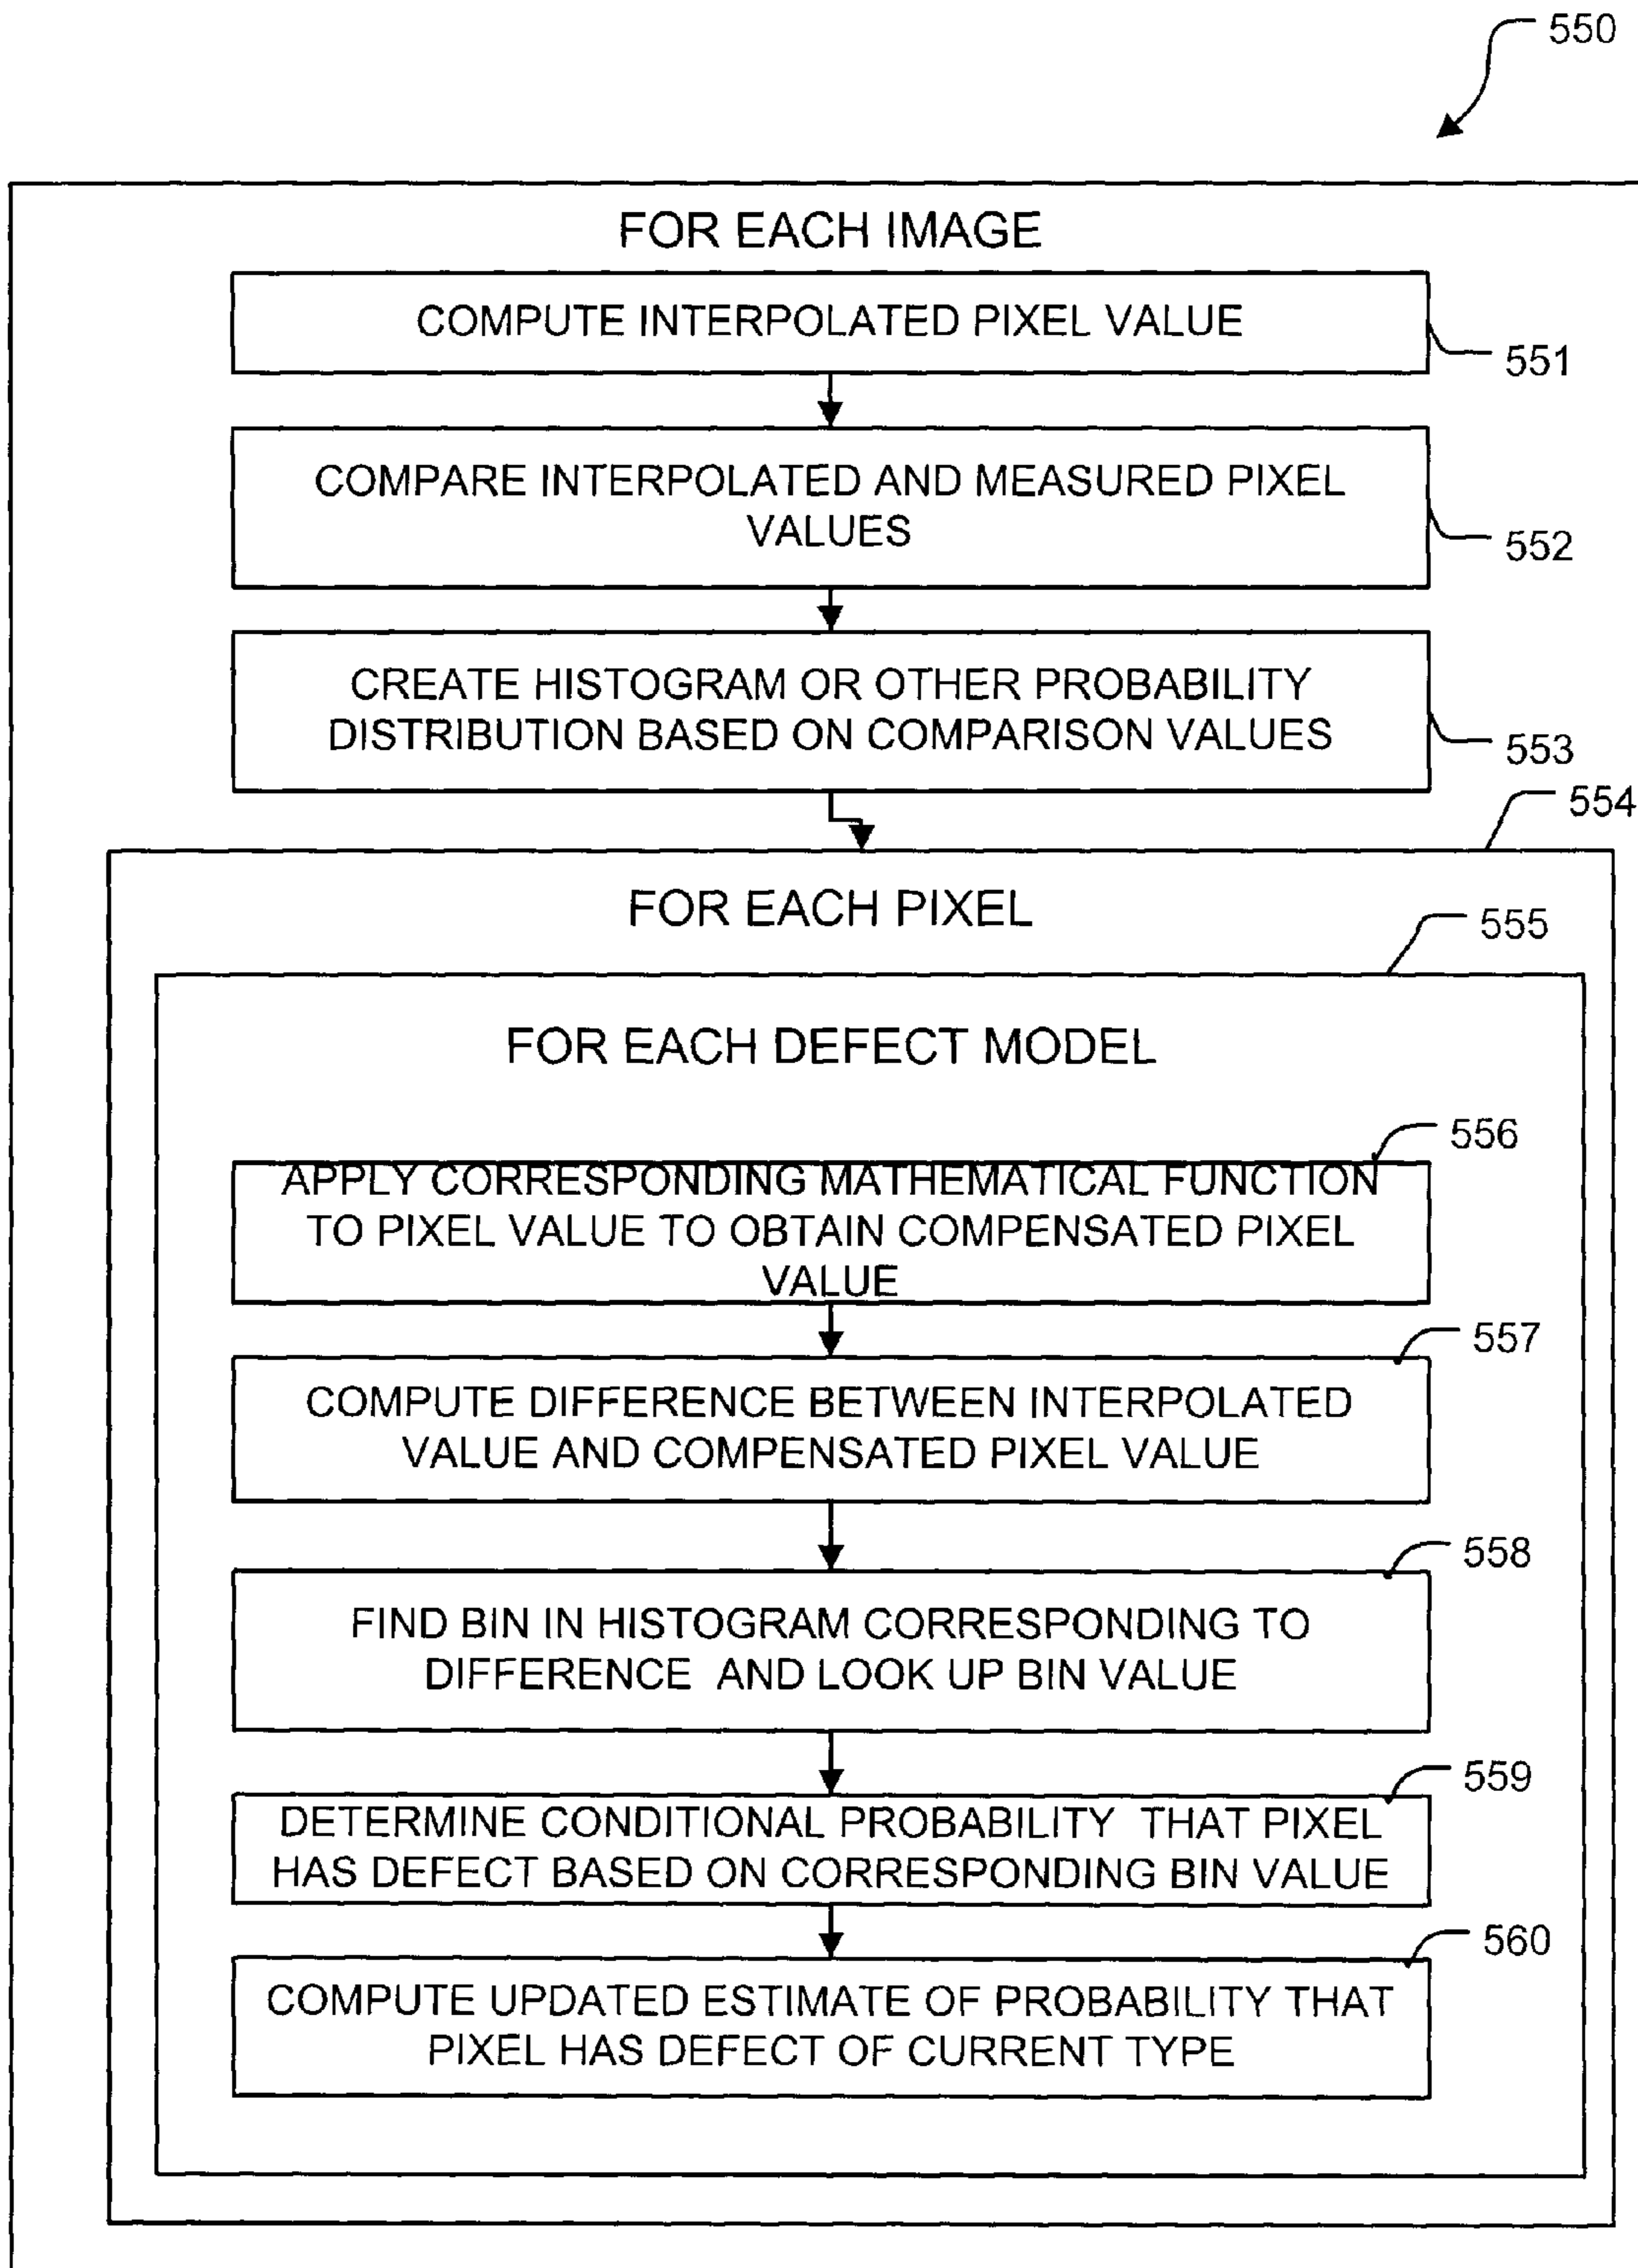 550
FOR EACH IMAGE
COMPUTE INTERPOLATED PIXEL VALUE
551
COMPARE INTERPOLATED AND MEASURED PIXEL
VALUES
552
CREATE HISTOGRAM OR OTHER PROBABILITY
DISTRIBUTION BASED ON COMPARISON VALUES
553
554
FOR EACH PIXEL
555
FOR EACH DEFECT MODEL
556
APPLY CORRESPONDING MATHEMATICAL FUNCTION
TO PIXEL VALUE TO OBTAIN COMPENSATED PIXEL
VALUE
557
COMPUTE DIFFERENCE BETWEEN INTERPOLATED
VALUE AND COMPENSATED PIXEL VALUE
558
FIND BIN IN HISTOGRAM CORRESPONDING TO
DIFFERENCE AND LOOK UP BIN VALUE
559
DETERMINE CONDITIONAL PROBABILITY THAT PIXEL
HAS DEFECT BASED ON CORRESPONDING BIN VALUE
560
COMPUTE UPDATED ESTIMATE OF PROBABILITY THAT
PIXEL HAS DEFECT OF CURRENT TYPE